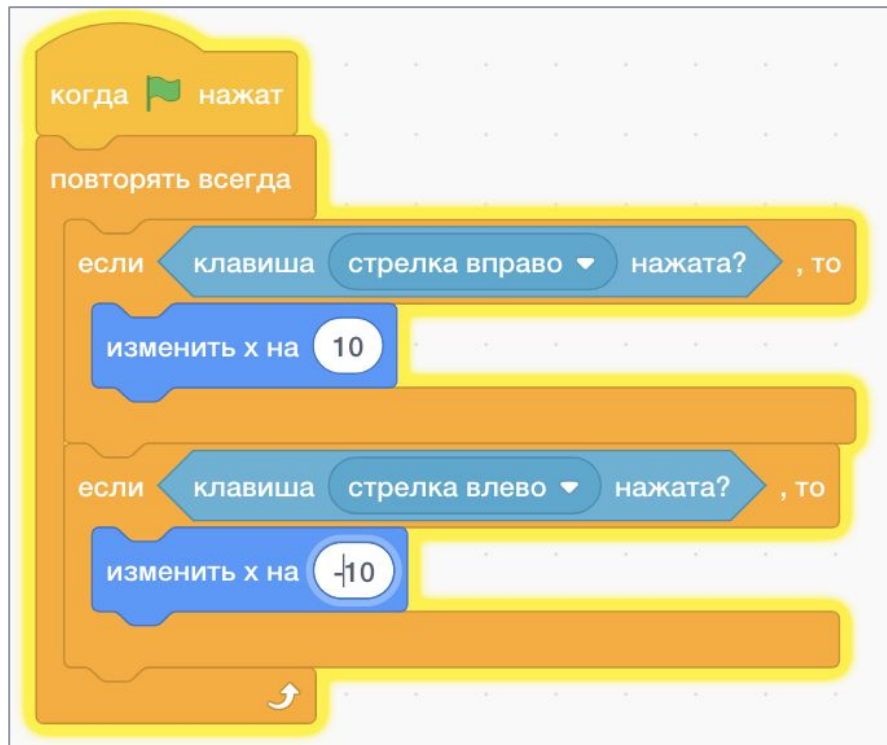 когда нажат
повторять всегда
если клавиша стрелка вправо нажата? , то
изменить x на 10
если клавиша стрелка влево нажата? , то
изменить x на -10